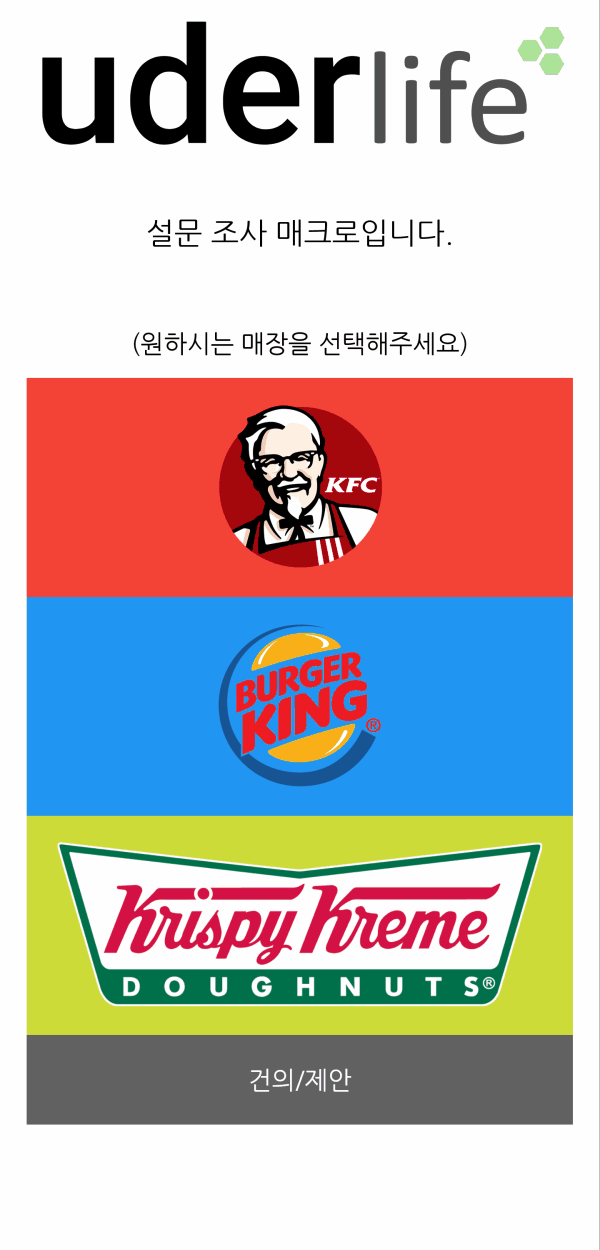 uderlife
설문 조사 매크로입니다.
(원하시는 매장을 선택해주세요)
KFC
BURGER
KING®
Krispy Kreme
DOUGHNUTS®
건의/제안